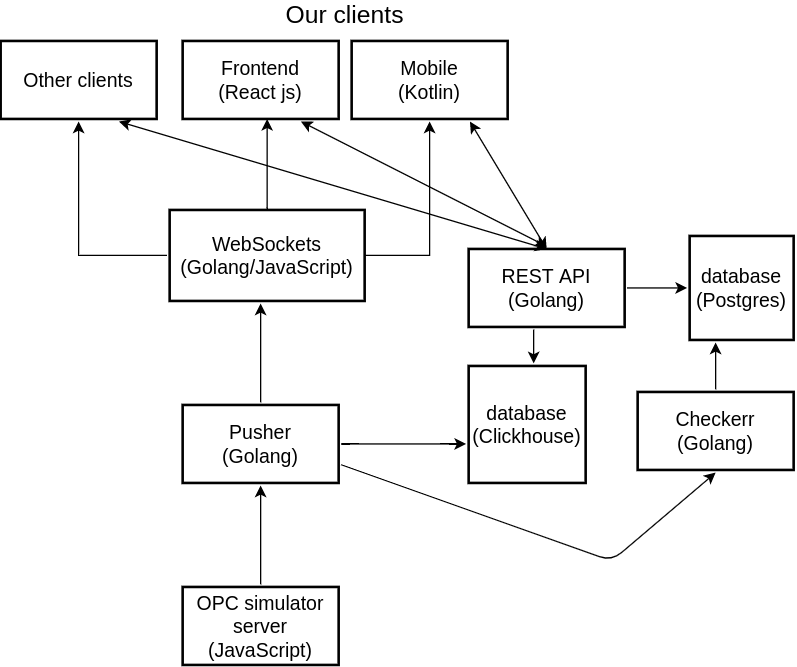 Our clients
Other clients
Frontend
(React js)
Mobile
(Kotlin)
WebSockets
(Golang/JavaScript)
REST API
(Golang)
database
(Postgres)
Pusher
(Golang)
database
(Clickhouse)
Checkerr
(Golang)
OPC simulator
server
(JavaScript)